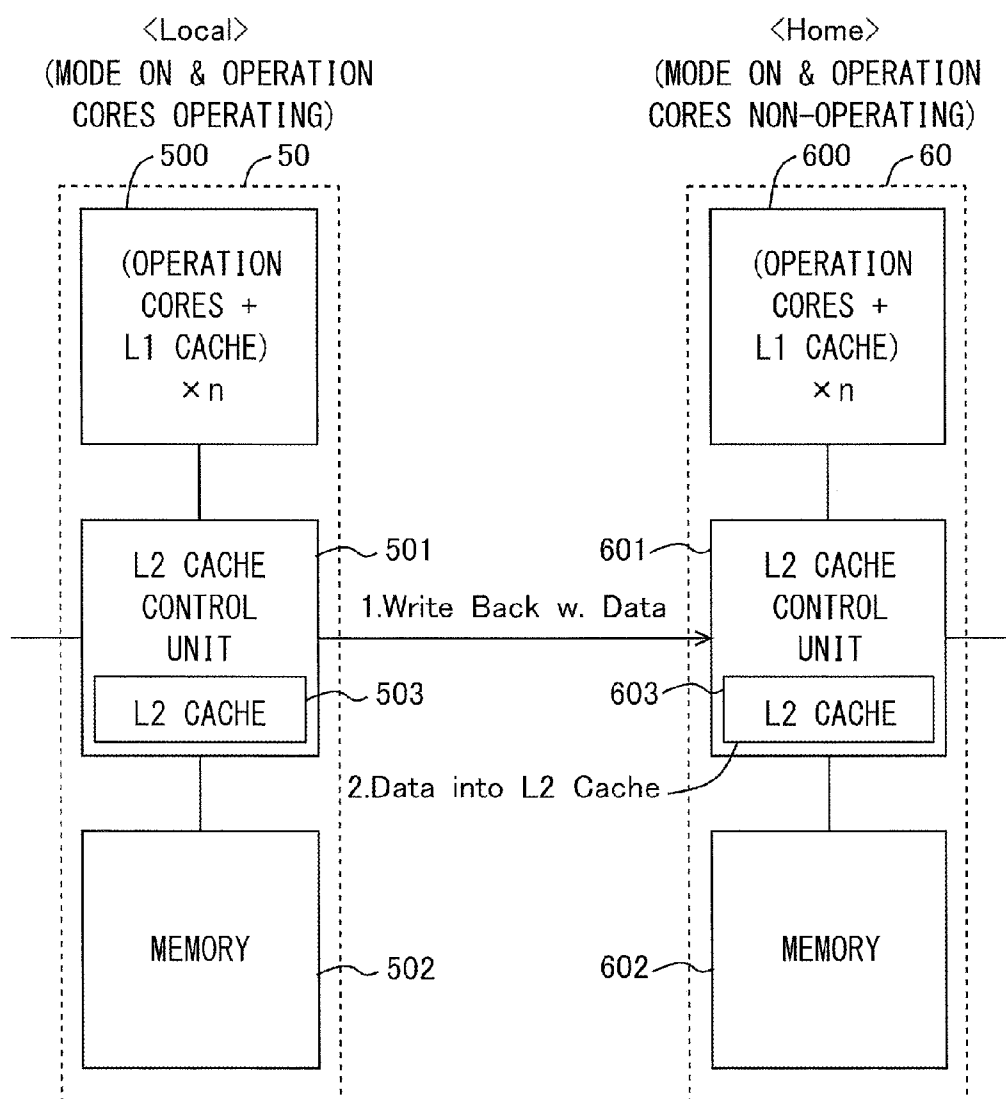 <Local>
(MODE ON & OPERATION
CORES OPERATING)
<Home>
(MODE ON & OPERATION
CORES NON-OPERATING)
500
50
600
60
(OPERATION
CORES +
L1 CACHE)
×n
(OPERATION
CORES +
L1 CACHE)
×n
L2 CACHE
CONTROL
UNIT
501
L2 CACHE
503
1.Write Back w. Data
601
L2 CACHE
CONTROL
UNIT
603
L2 CACHE
2.Data into L2 Cache
MEMORY
502
MEMORY
602